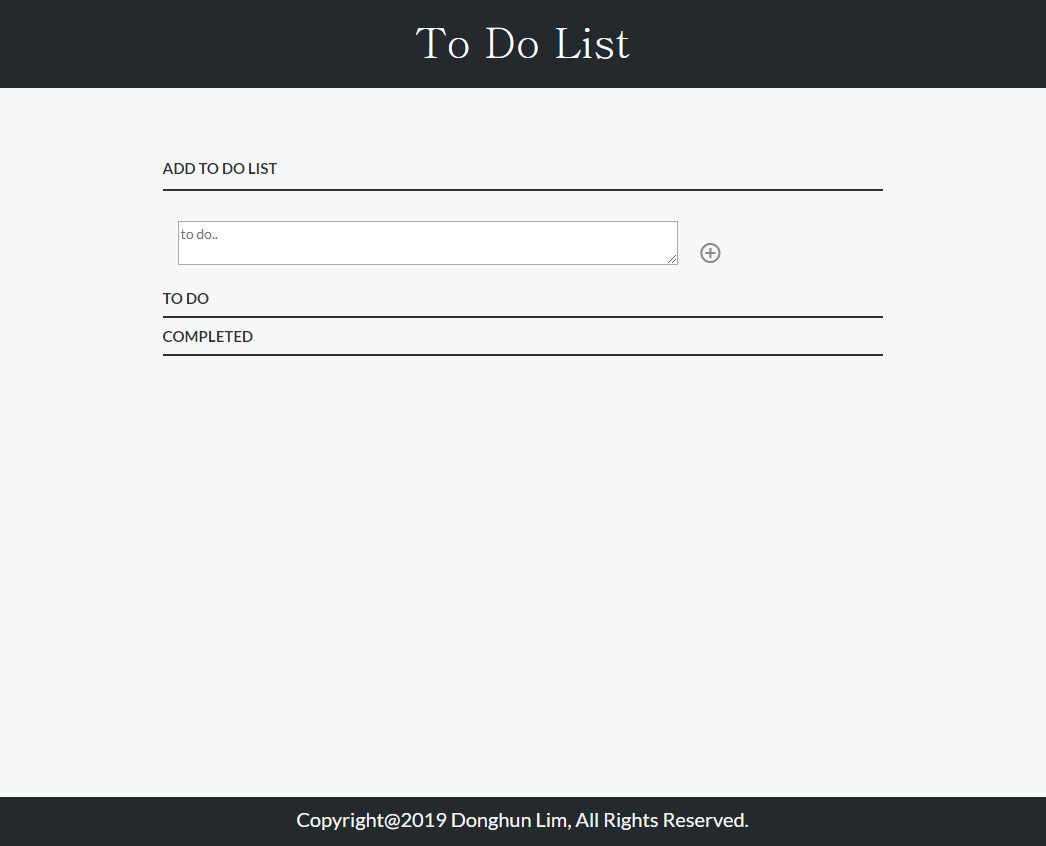 To Do List
ADD TO DO LIST
to do..
TO DO
COMPLETED
Copyright@2019 Donghun Lim, All Rights Reserved.